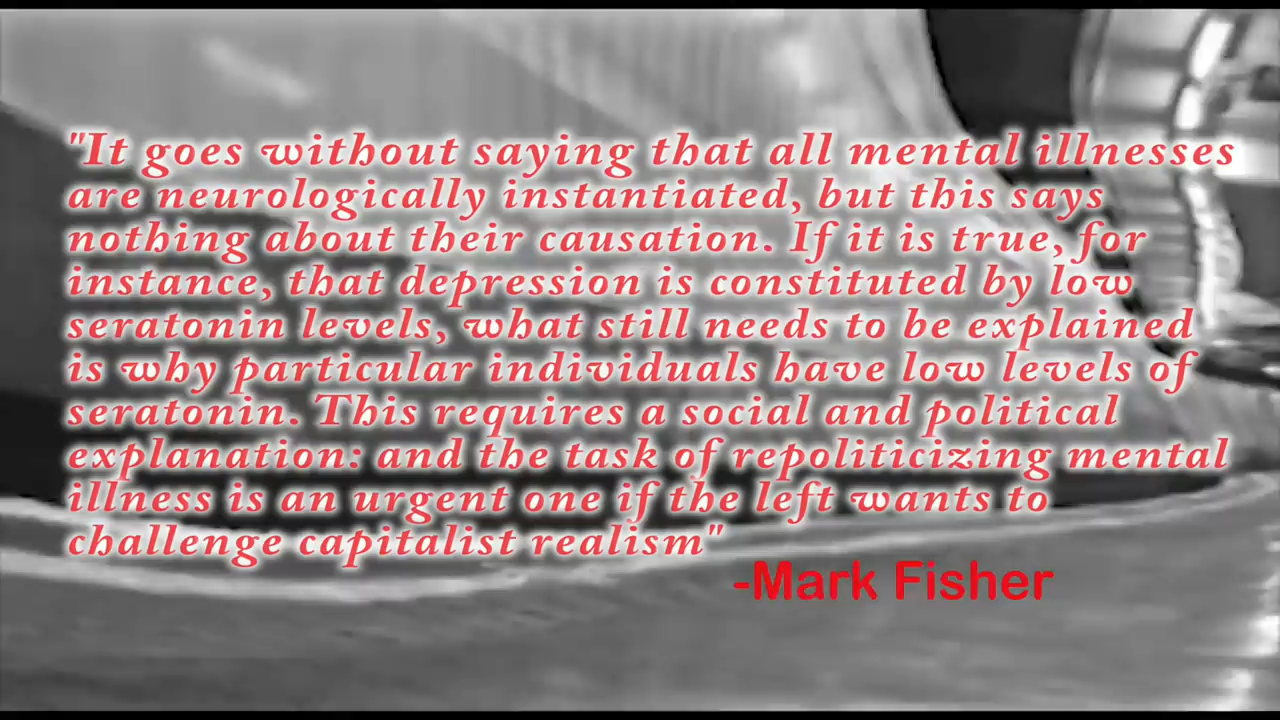 "It goes without saying that all mental illnesses
are neurologically instantiated, but this says
nothing about their causation. If it is true, for
instance, that depression is constituted by low
seratonin levels, what still needs to be explained
is why particular individuals have low levels of
seratonin. This requires a social and political
explanation: and the task of repoliticizing mental
illness is an urgent one if the left wants to
challenge capitalist realism"
-Mark Fisher